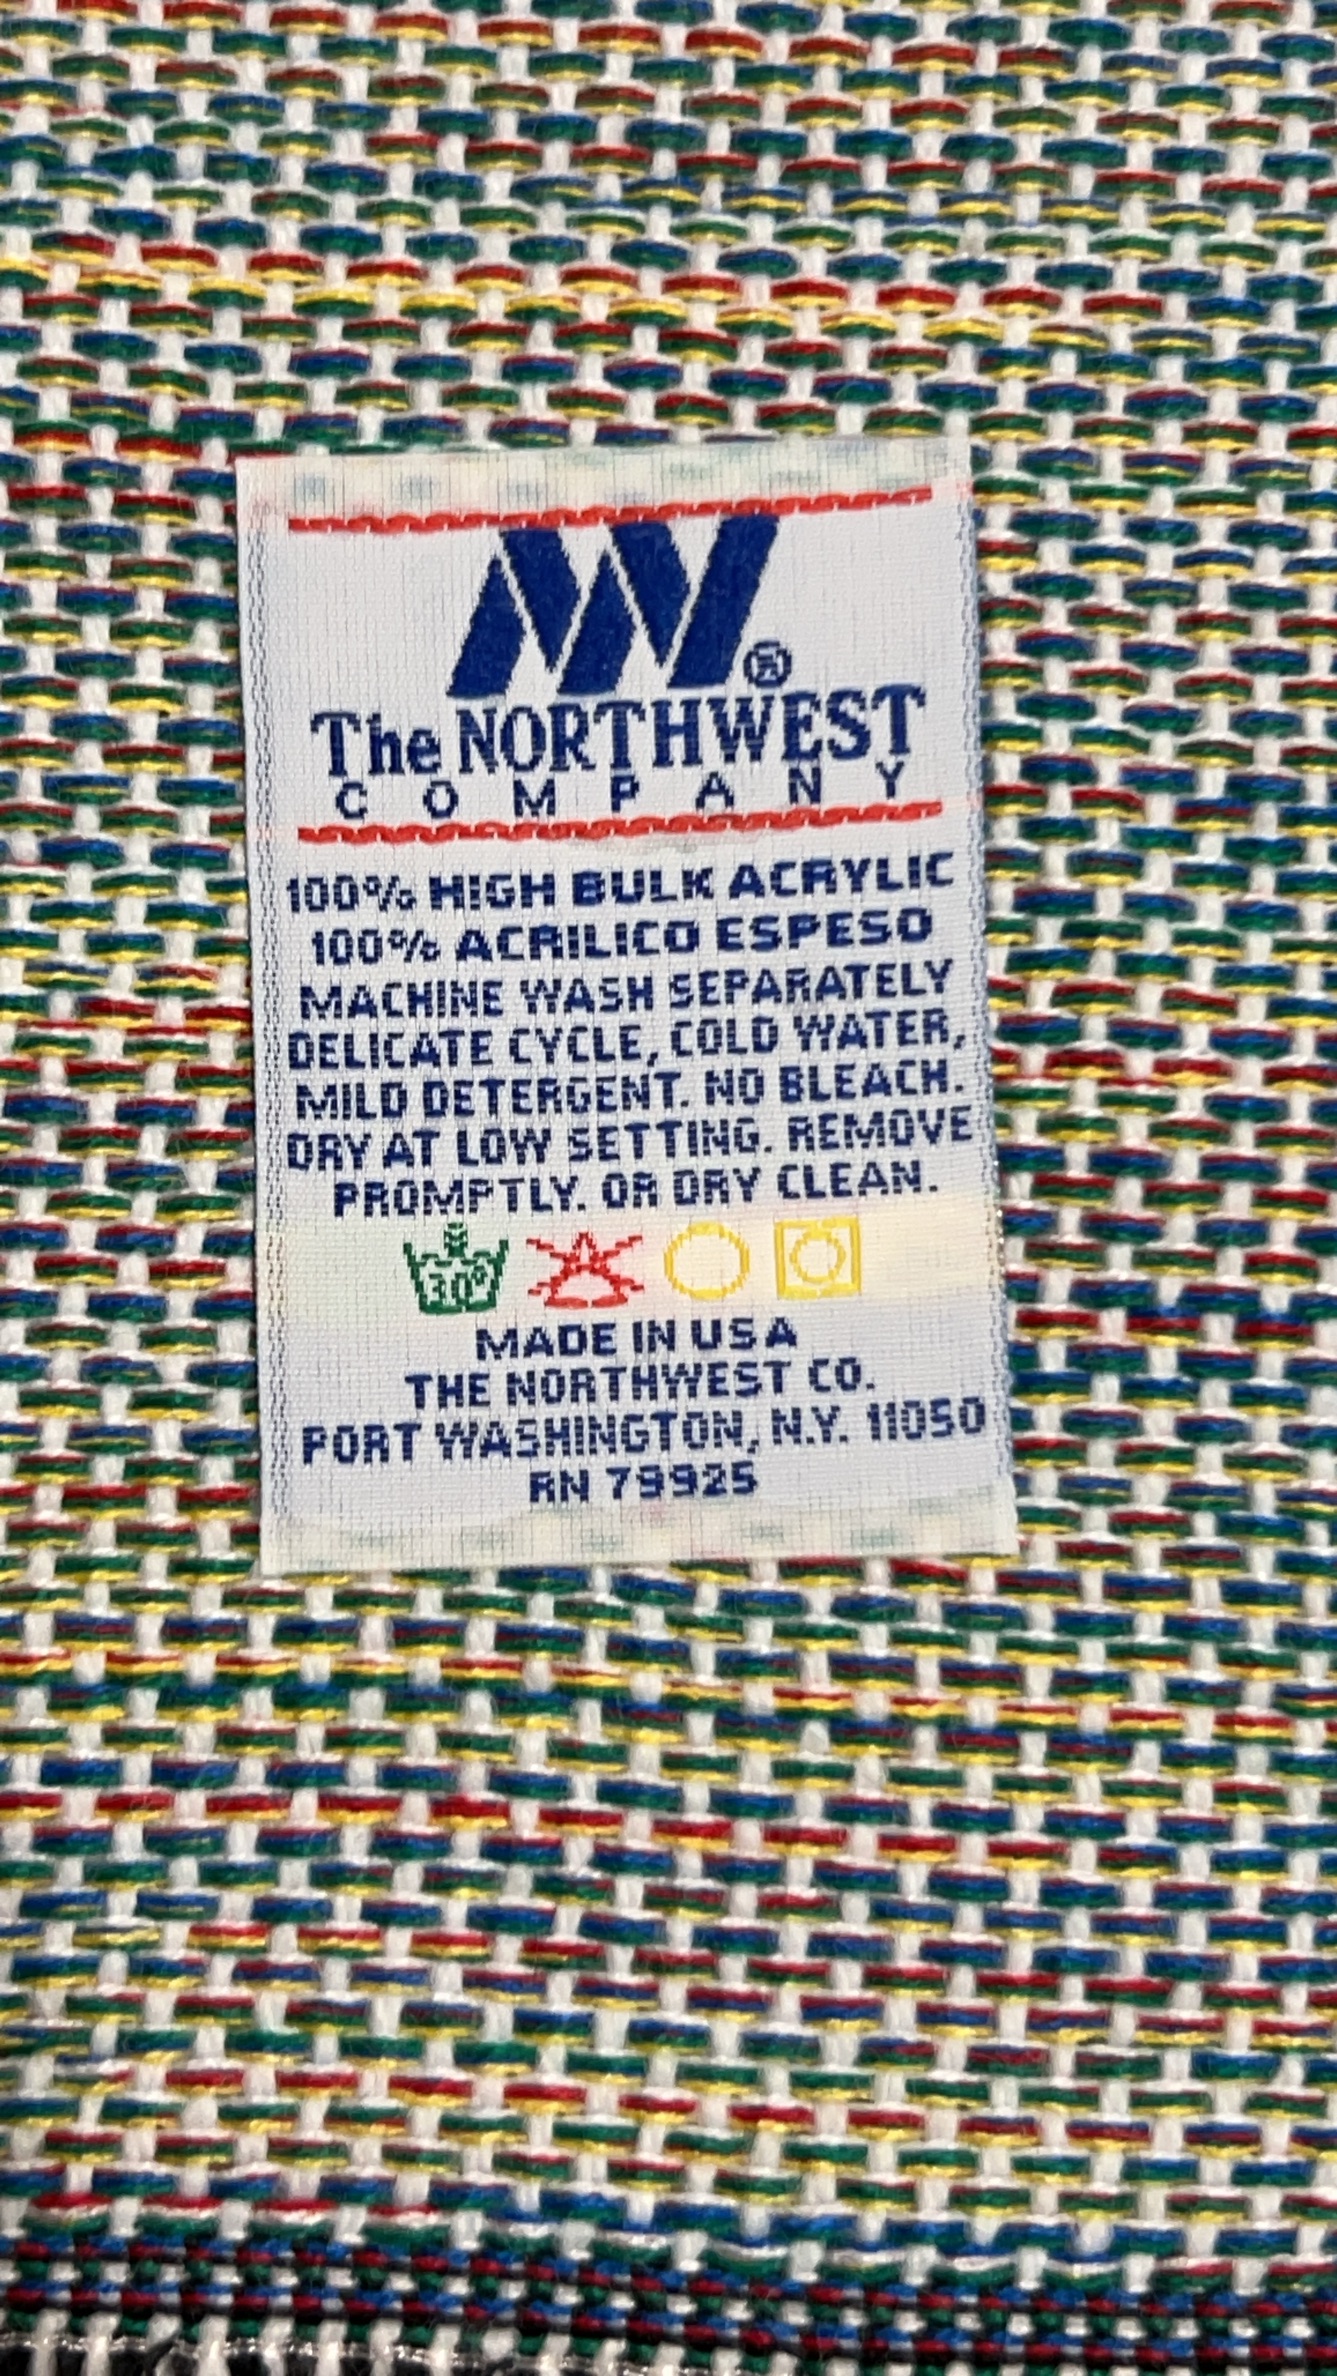 ®
The NORTHWEST
COMPANY
100% HIGH BULK ACRYLIC
100% ACRILICO ESPESO
MACHINE WASH SEPARATELY
DELICATE CYCLE, COLD WATER,
MILD DETERGENT. NO BLEACH.
DRY AT LOW SETTING. REMOVE
PROMPTLY. OR DRY CLEAN.
30°
MADE IN USA
THE NORTHWEST CO.
PORT WASHINGTON, N.Y. 11050
RN 79925